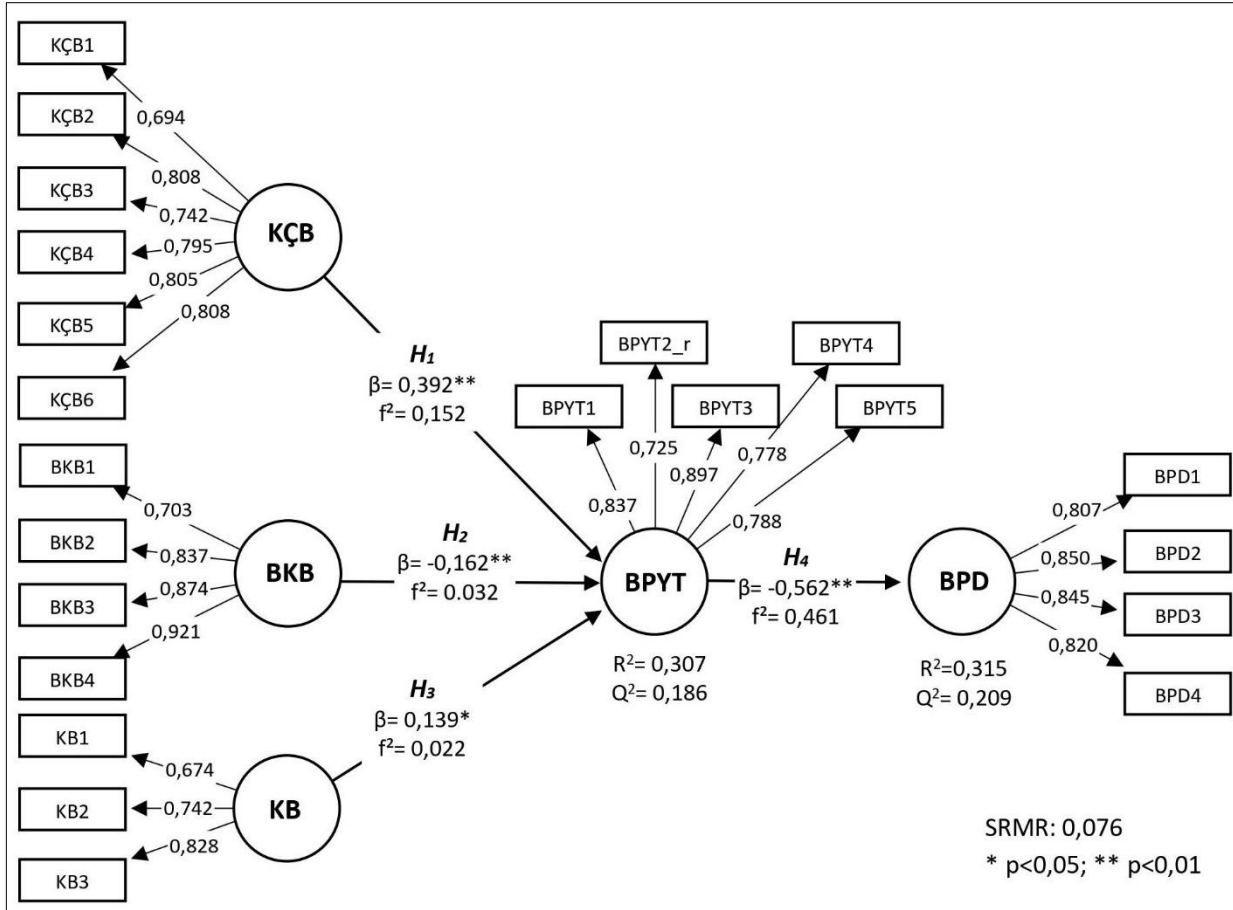 KÇB1
KÇB2
KÇB3
KÇB4
KÇB5
KÇB6
0,694
0,808
0,742
0,795
0,805
0,808
KÇB
H₁
β= 0,392**
f²= 0,152
BKB1
BKB2
BKB3
BKB4
0,703
0,837
0,874
0,921
BKB
H₂
β= -0,162**
f²= 0.032
KB1
KB2
KB3
0,674
0,742
0,828
KB
H₃
β= 0,139*
f²= 0,022
BPYT1
BPYT2_r
BPYT3
BPYT4
BPYT5
0,837
0,725
0,897
0,778
0,788
BPYT
R²= 0,307
Q²= 0,186
H₄
β= -0,562**
f²= 0,461
BPD
R²=0,315
Q²= 0,209
0,807
0,850
0,845
0,820
BPD1
BPD2
BPD3
BPD4
SRMR: 0,076
* p<0,05; ** p<0,01